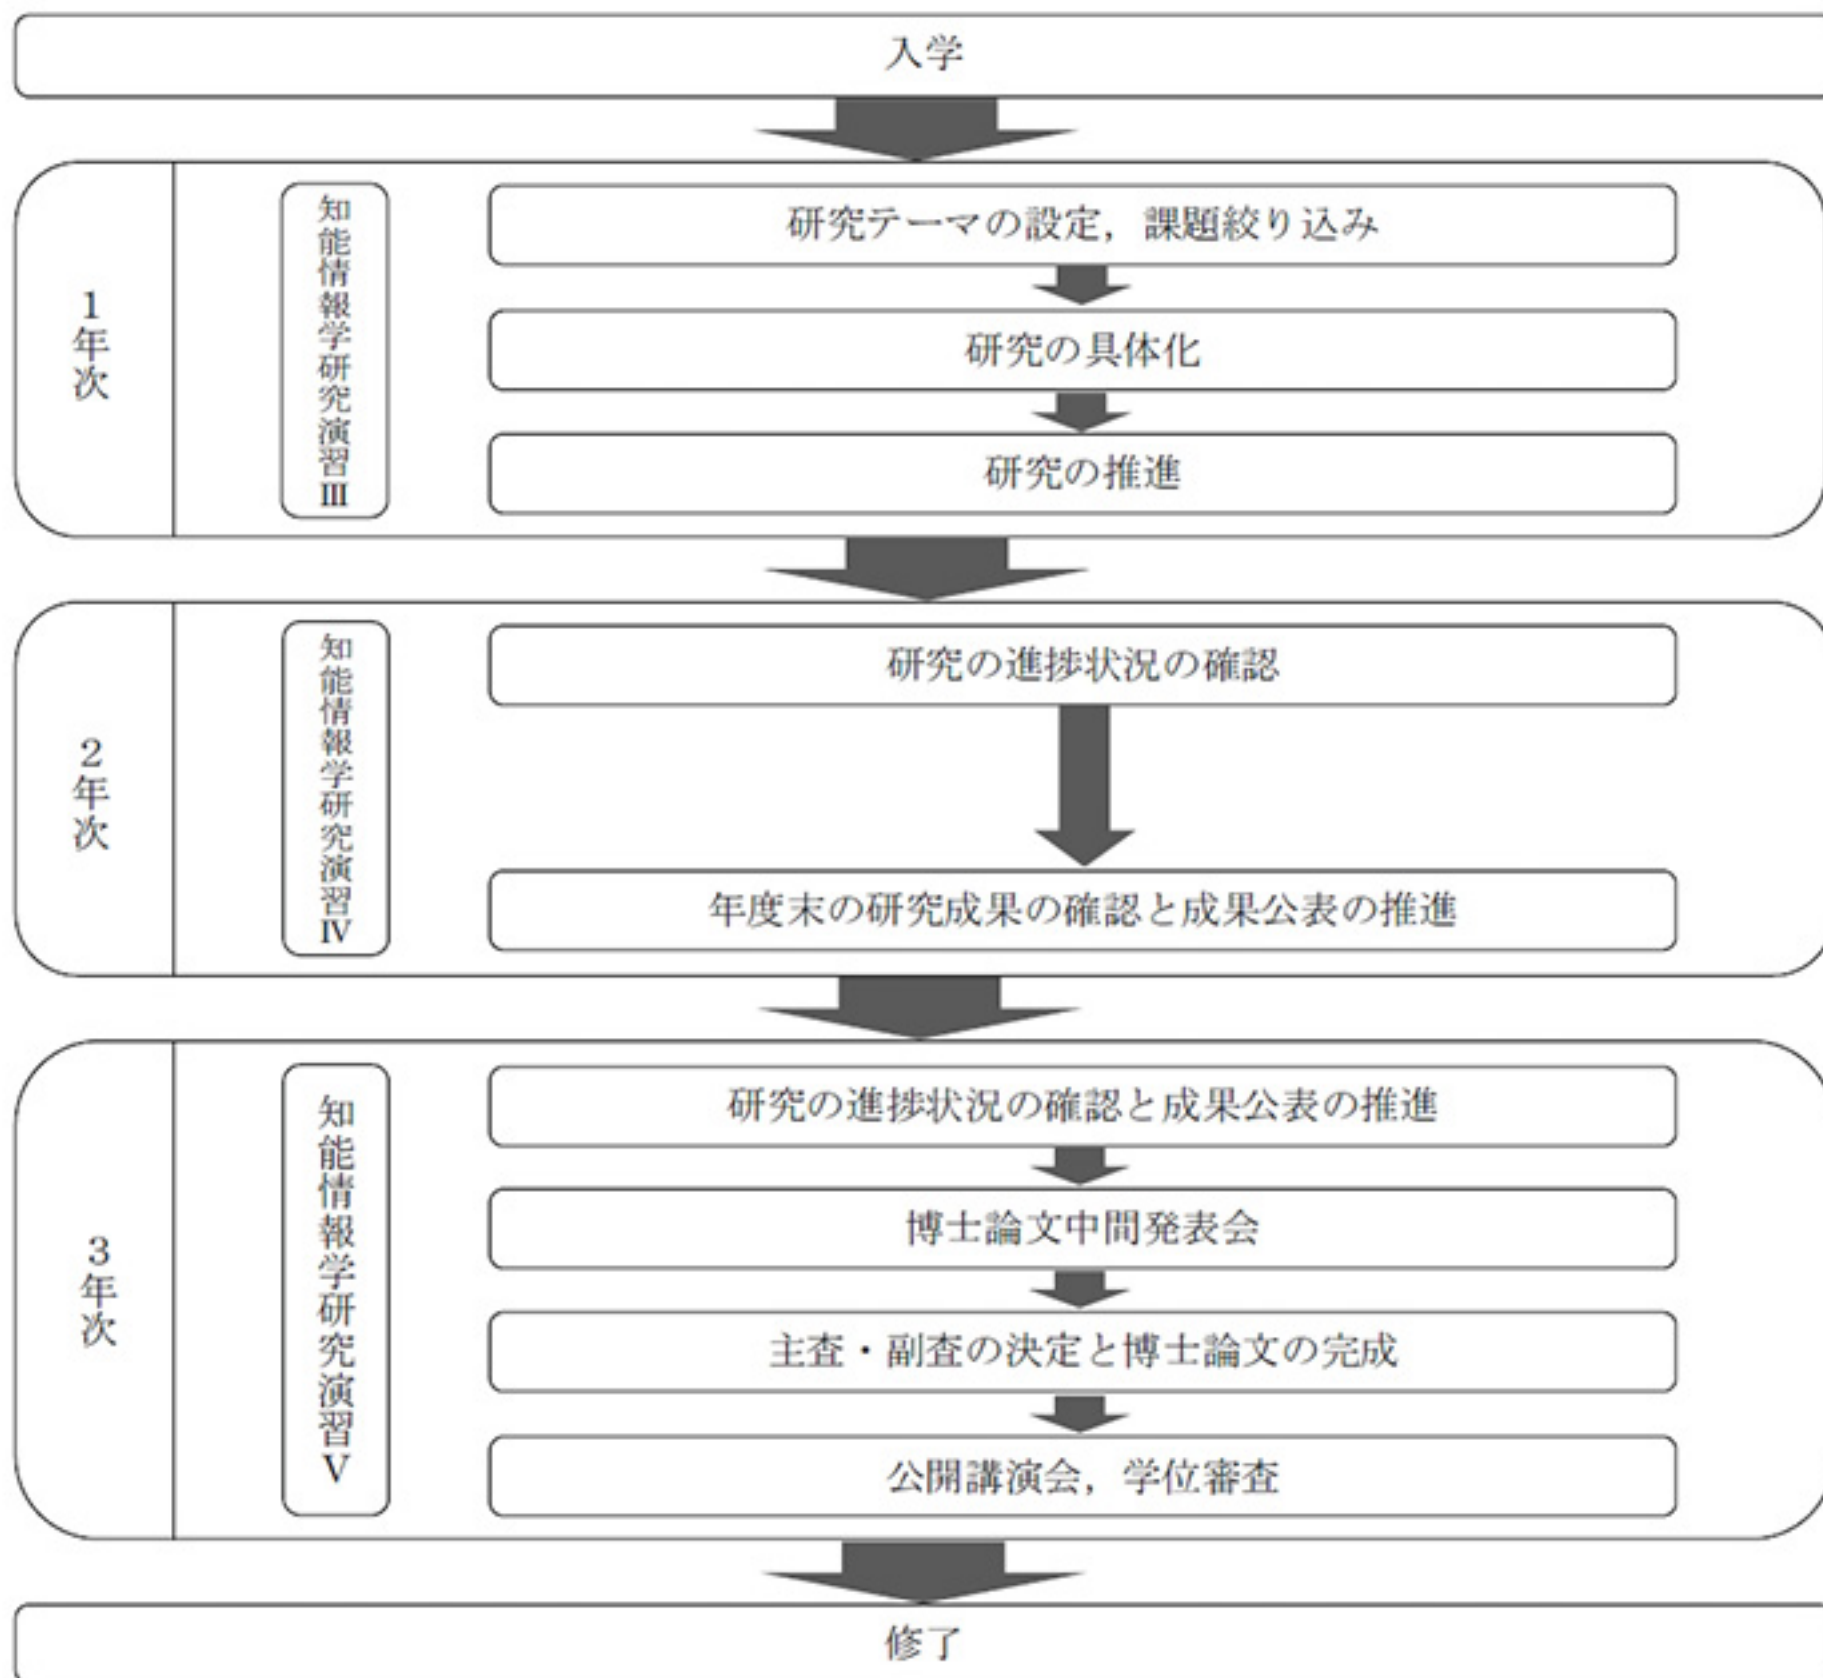 入学
1年次
知能情報学研究演習Ⅲ
研究テーマの設定，課題絞り込み
研究の具体化
研究の推進
2年次
知能情報学研究演習Ⅳ
研究の進捗状況の確認
年度末の研究成果の確認と成果公表の推進
3年次
知能情報学研究演習Ⅴ
研究の進捗状況の確認と成果公表の推進
博士論文中間発表会
主査・副査の決定と博士論文の完成
公開講演会，学位審査
修了